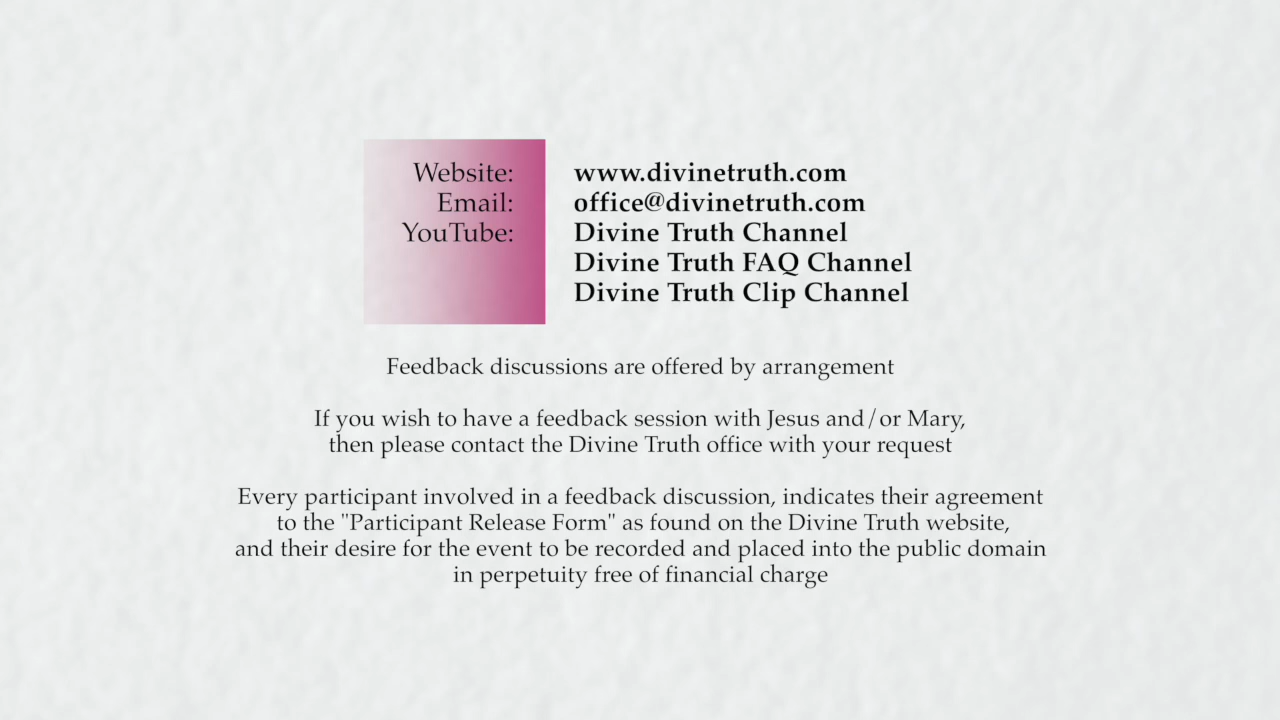 Website: www.divinetruth.com
Email: office@divinetruth.com
YouTube: Divine Truth Channel
Divine Truth FAQ Channel
Divine Truth Clip Channel
Feedback discussions are offered by arrangement
If you wish to have a feedback session with Jesus and/or Mary,
then please contact the Divine Truth office with your request
Every participant involved in a feedback discussion, indicates their agreement
to the "Participant Release Form" as found on the Divine Truth website,
and their desire for the event to be recorded and placed into the public domain
in perpetuity free of financial charge